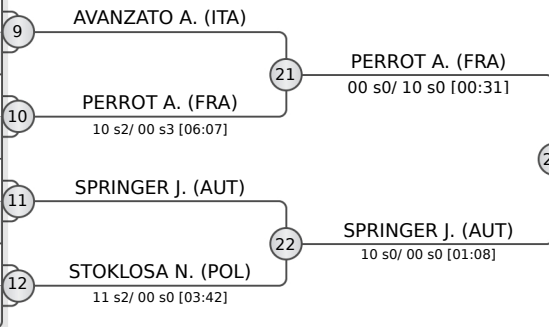 AVANZATO A. (ITA)
9
21
PERROT A. (FRA)
00 s0/ 10 s0 [00:31]
PERROT A. (FRA)
10
10 s2/ 00 s3 [06:07]
SPRINGER J. (AUT)
11
22
SPRINGER J. (AUT)
10 s0/ 00 s0 [01:08]
STOKLOSA N. (POL)
12
11 s2/ 00 s0 [03:42]